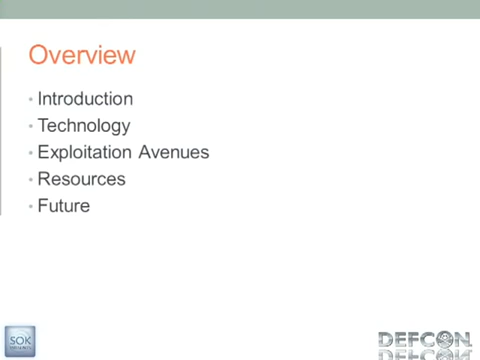 Overview
• Introduction
• Technology
• Exploitation Avenues
• Resources
• Future
SOK
DEFCON